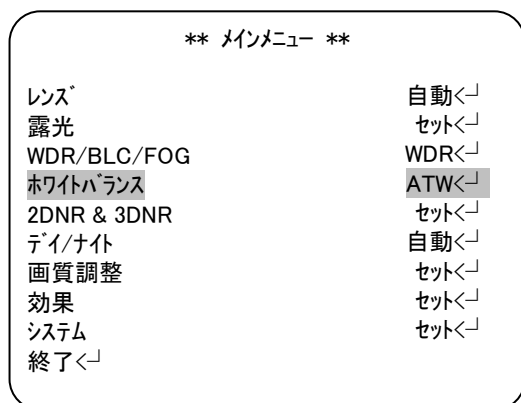 ** メインメニュー **
レンズ 自動<┘
露光 セット<┘
WDR/BLC/FOG WDR<┘
ホワイトバランス ATW<┘
2DNR & 3DNR セット<┘
デイ/ナイト 自動<┘
画質調整 セット<┘
効果 セット<┘
システム セット<┘
終了<┘